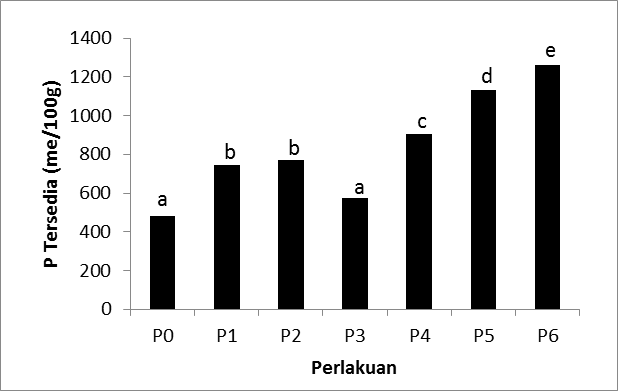 P Tersedia (me/100g)
1400
1200
1000
800
600
400
200
0
a
b
b
a
c
d
e
P0 P1 P2 P3 P4 P5 P6
Perlakuan